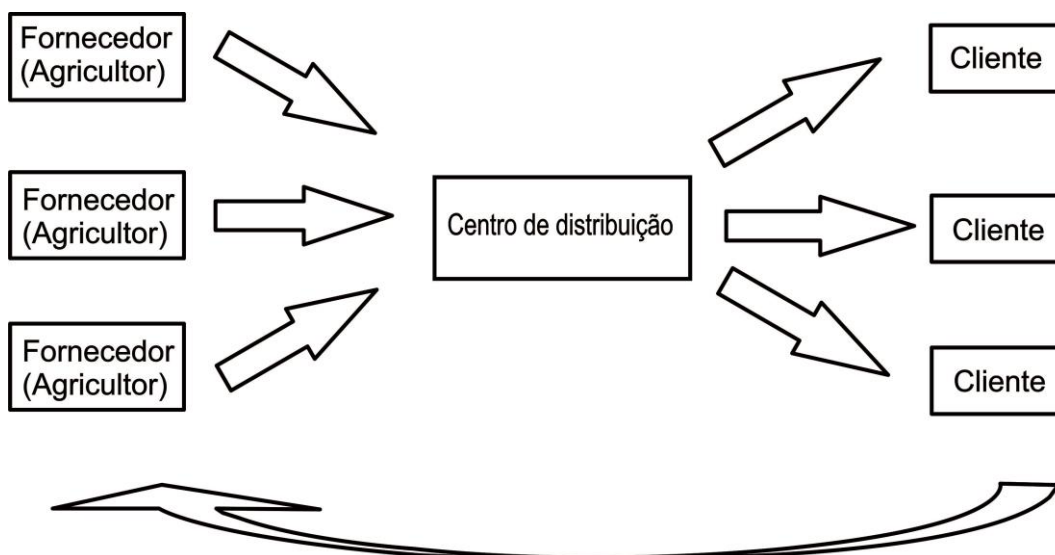 Fornecedor
(Agricultor)
Fornecedor
(Agricultor)
Fornecedor
(Agricultor)
Centro de distribuição
Cliente
Cliente
Cliente